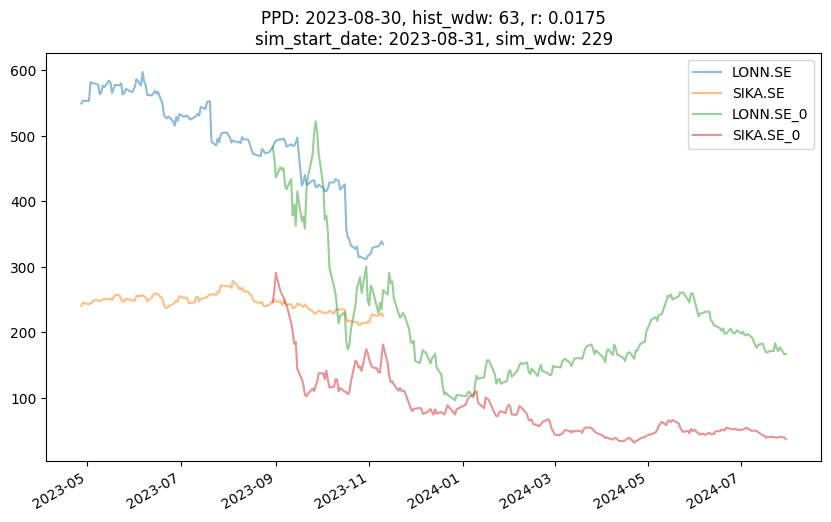 PPD: 2023-08-30, hist_wdw: 63, r: 0.0175
sim_start_date: 2023-08-31, sim_wdw: 229
LONN.SE
SIKA.SE
LONN.SE_0
SIKA.SE_0
600
500
400
300
200
100
2023-05
2023-07
2023-09
2023-11
2024-01
2024-03
2024-05
2024-07